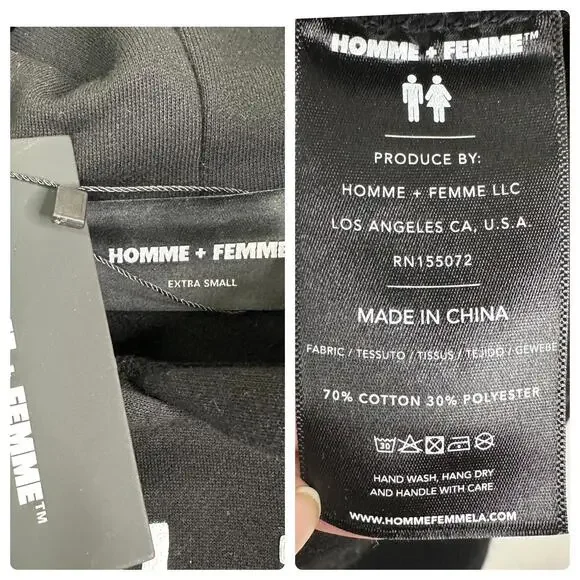 HOMME + FEMME
EXTRA SMALL
+ FEMME™
HOMME + FEMME™
PRODUCE BY:
HOMME + FEMME LLC
LOS ANGELES CA, U.S.A.
RN155072
MADE IN CHINA
FABRIC / TESSUTO / TISSUS / TEJIDO / GEWEBE
70% COTTON 30% POLYESTER
30
HAND WASH, HANG DRY
AND HANDLE WITH CARE.
WWW.HOMMEFEMMELA.COM